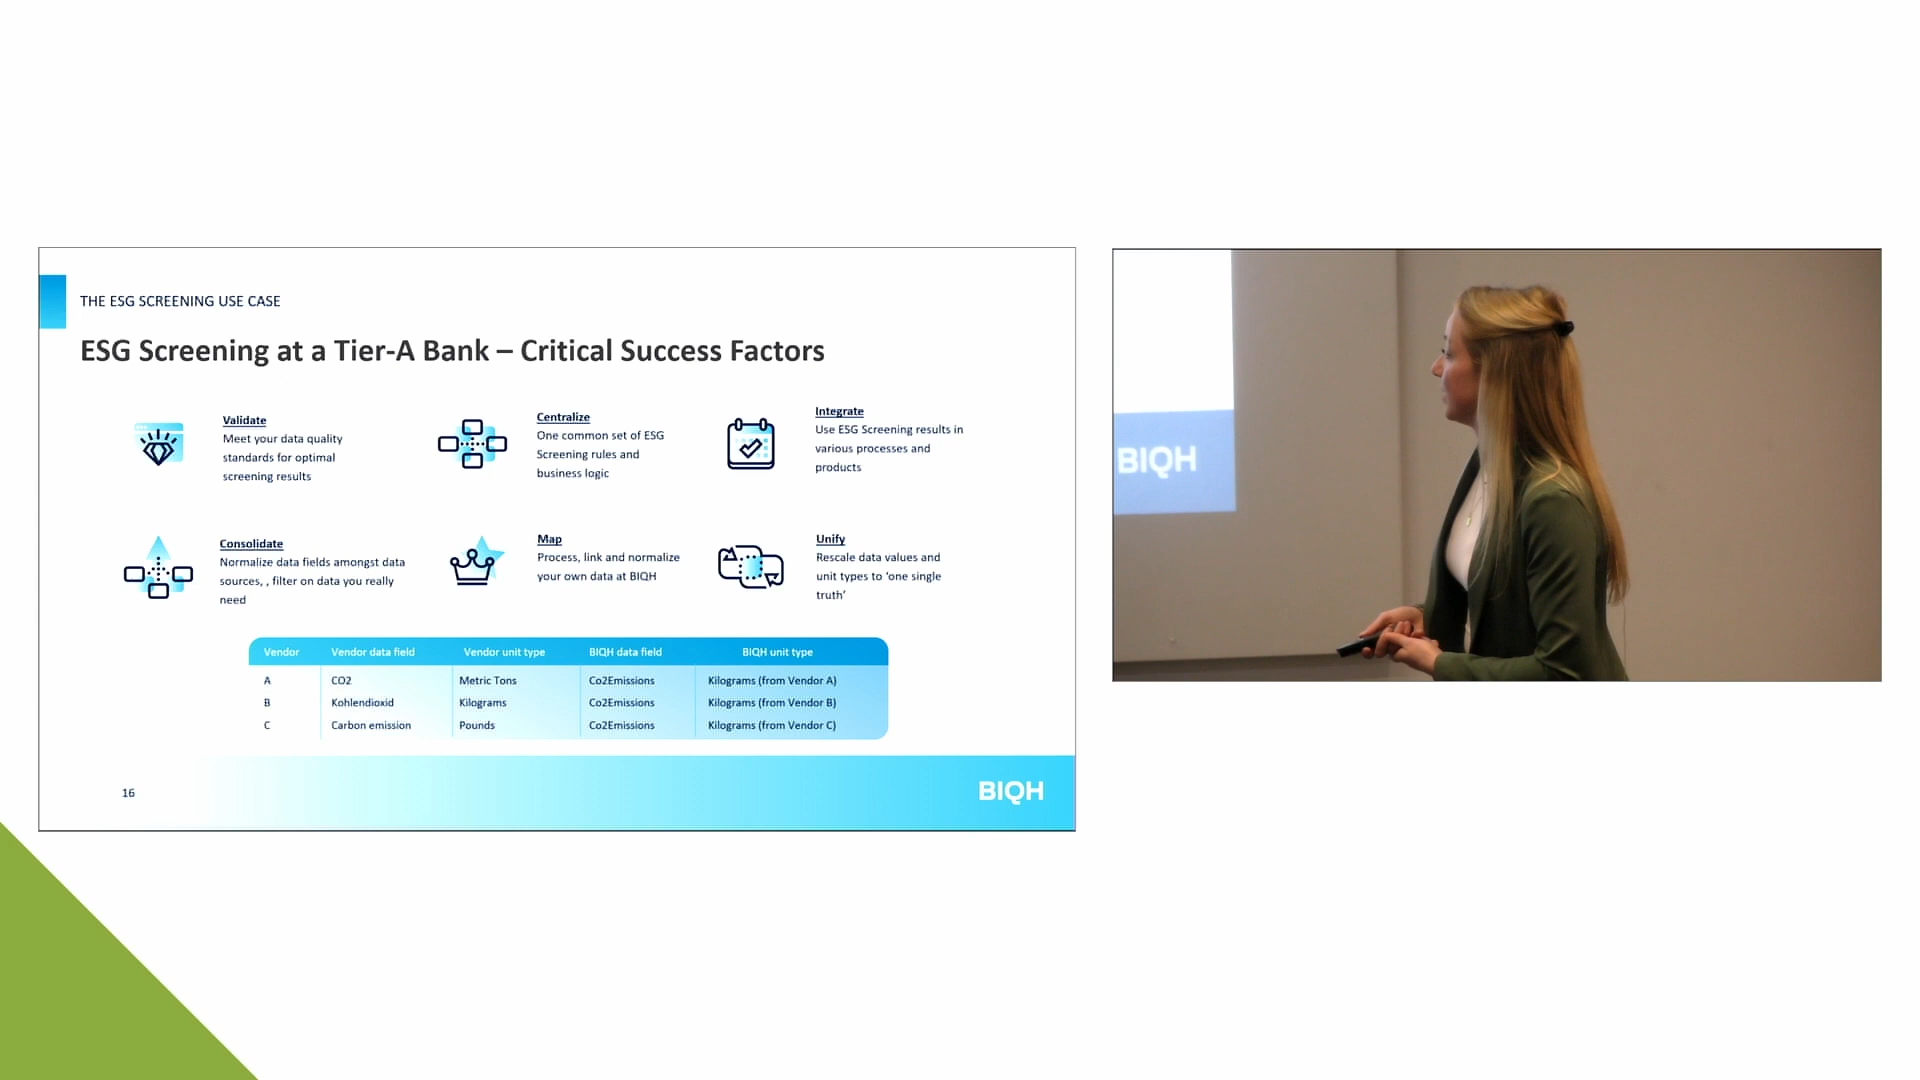 THE ESG SCREENING USE CASE
ESG Screening at a Tier-A Bank – Critical Success Factors
Validate
Meet your data quality
standards for optimal
screening results
Centralize
One common set of ESG
Screening rules and
business logic
Integrate
Use ESG Screening results in
various processes and
products
Consolidate
Normalize data fields amongst data
sources, , filter on data you really
need
Map
Process, link and normalize
your own data at BIQH
Unify
Rescale data values and
unit types to ‘one single
truth’
Vendor Vendor data field Vendor unit type BIQH data field BIQH unit type
A CO2 Metric Tons Co2Emissions Kilograms (from Vendor A)
B Kohlendioxid Kilograms Co2Emissions Kilograms (from Vendor B)
C Carbon emission Pounds Co2Emissions Kilograms (from Vendor C)
16
BIQH
BIQH